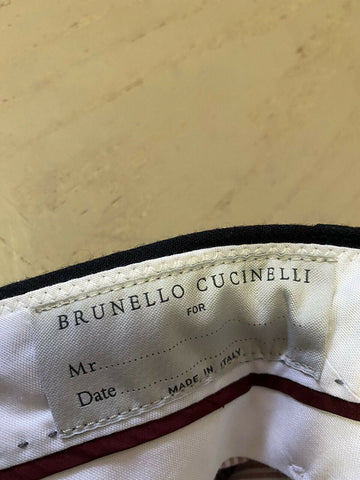 BRUNELLO CUCINELLI
FOR
Mr....................................
Date..............................
MADE IN ITALY